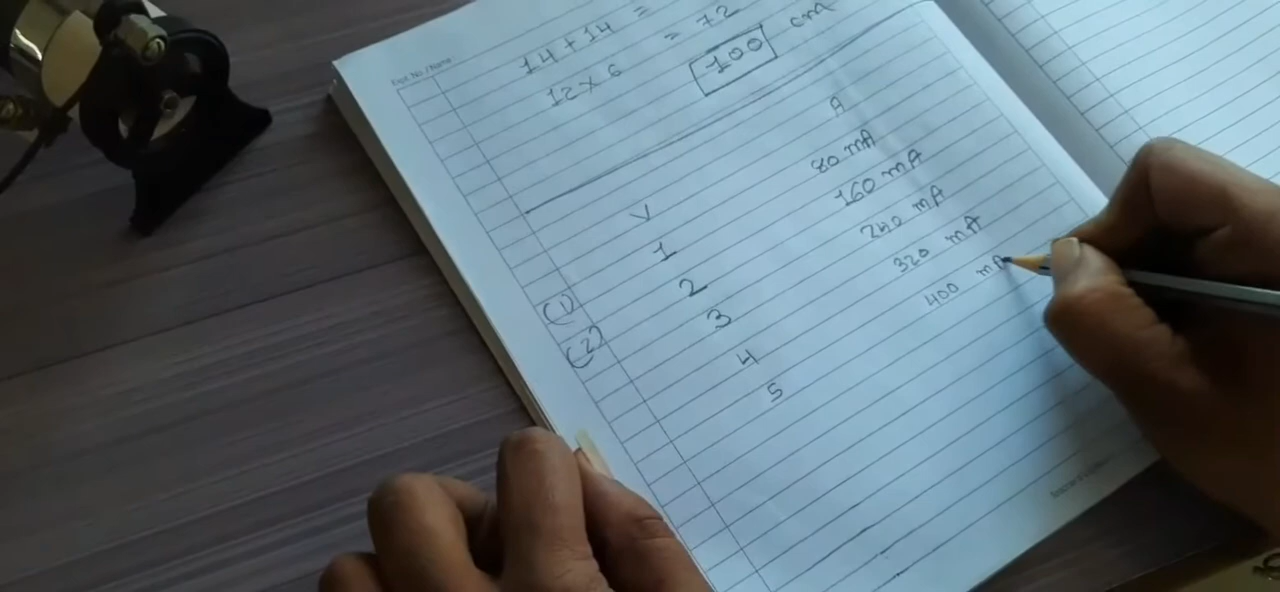 14 + 14 =
12 × 6 = 72
100 cm
V A
1 80 mA
2 160 mA
3 240 mA
4 320 mA
5 400 mA
(1)
(2)